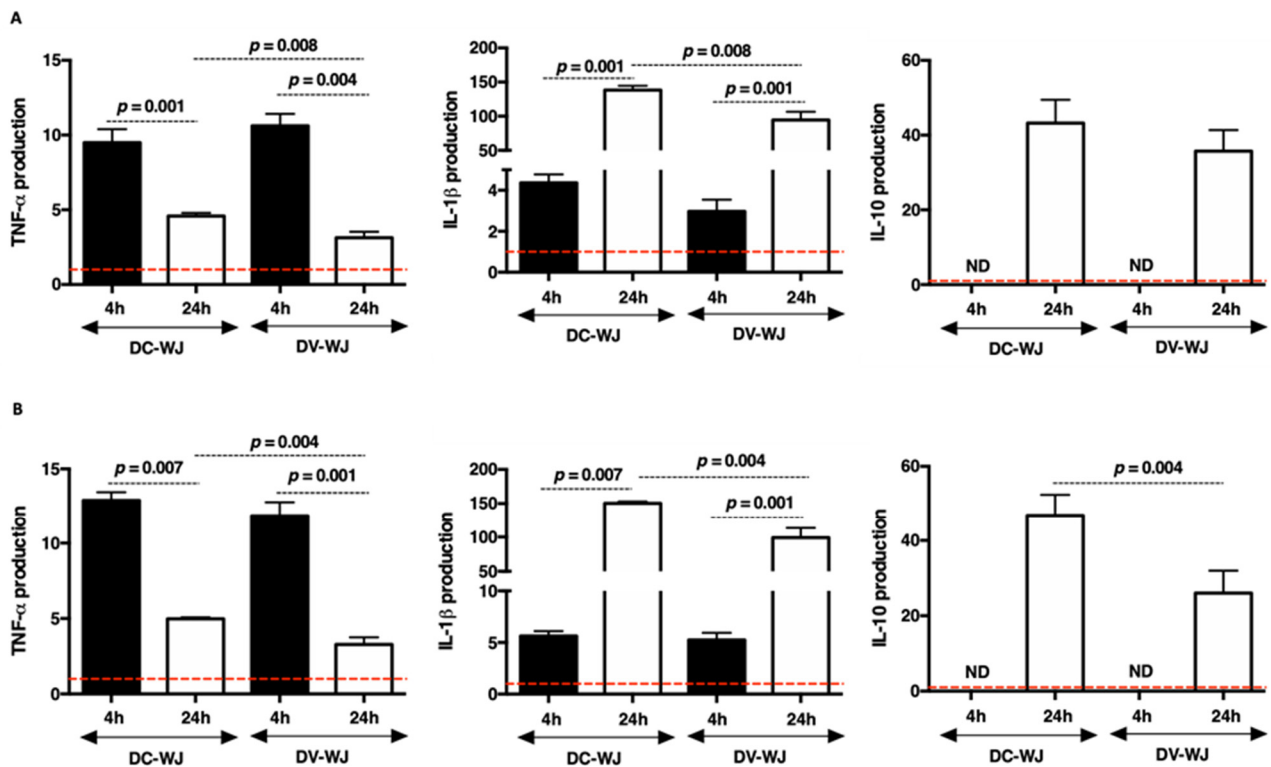 A
p = 0.008
p = 0.004
p = 0.001
15
10
5
0
TNF-α production
4h 24h 4h 24h
DC-WJ DV-WJ
p = 0.001
p = 0.008
p = 0.001
200
150
100
50
4
2
0
IL-1β production
4h 24h 4h 24h
DC-WJ DV-WJ
60
40
20
0
IL-10 production
ND ND
4h 24h 4h 24h
DC-WJ DV-WJ
B
p = 0.004
p = 0.007
p = 0.001
15
10
5
0
TNF-α production
4h 24h 4h 24h
DC-WJ DV-WJ
p = 0.004
p = 0.007
p = 0.001
200
150
100
50
10
5
0
IL-1β production
4h 24h 4h 24h
DC-WJ DV-WJ
p = 0.004
60
40
20
0
IL-10 production
ND ND
4h 24h 4h 24h
DC-WJ DV-WJ